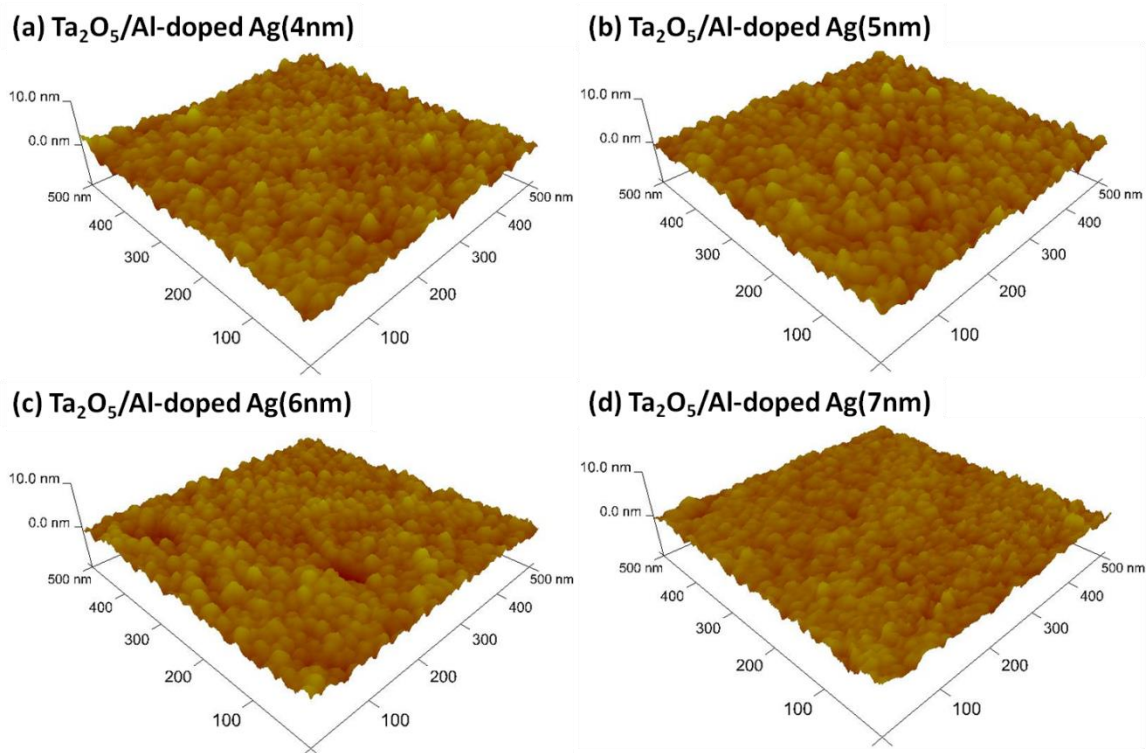 (a) Ta₂O₅/Al-doped Ag(4nm)
10.0 nm
0.0 nm
500 nm
400
300
200
100
500 nm
400
300
200
100
(b) Ta₂O₅/Al-doped Ag(5nm)
10.0 nm
0.0 nm
500 nm
400
300
200
100
500 nm
400
300
200
100
(c) Ta₂O₅/Al-doped Ag(6nm)
10.0 nm
0.0 nm
500 nm
400
300
200
100
500 nm
400
300
200
100
(d) Ta₂O₅/Al-doped Ag(7nm)
10.0 nm
0.0 nm
500 nm
400
300
200
100
500 nm
400
300
200
100